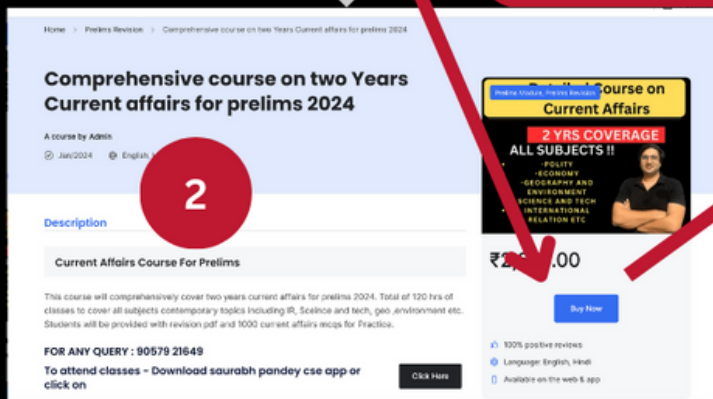 Home > Prelims Revision > Comprehensive course on two Years Current affairs for prelims 2024
Comprehensive course on two Years
Current affairs for prelims 2024
A course by Admin
Jan/2024 English,
2
Description
Current Affairs Course For Prelims
This course will comprehensively cover two years current affairs for prelims 2024. Total of 120 hrs of
classes to cover all subjects contemporary topics including IR, Sceince and tech, geo ,environment etc.
Students will be provided with revision pdf and 1000 current affairs mcqs for Practice.
FOR ANY QUERY : 90579 21649
To attend classes - Download saurabh pandey cse app or
click on
Click Here
Prelims Module, Prelims Revision
Course on
Current Affairs
2 YRS COVERAGE
ALL SUBJECTS !!
-POLITY
-ECONOMY
-GEOGRAPHY AND
ENVIRONMENT
SCIENCE AND TECH
INTERNATIONAL
RELATION ETC
₹2, .00
Buy Now
100% positive reviews
Language: English, Hindi
Available on the web & app